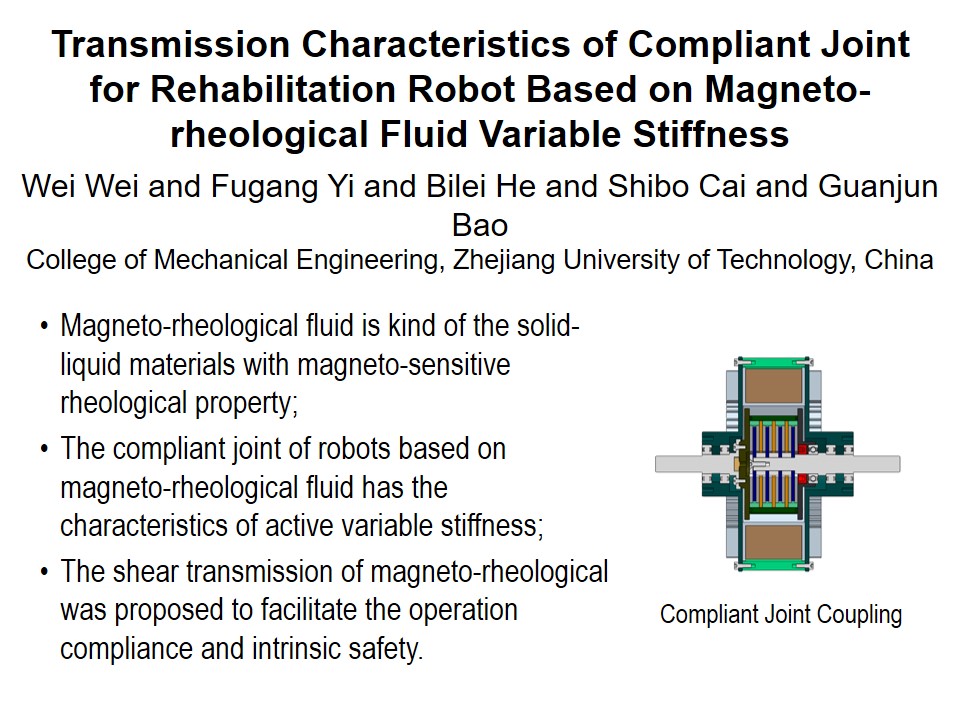 Transmission Characteristics of Compliant Joint
for Rehabilitation Robot Based on Magneto-
rheological Fluid Variable Stiffness
Wei Wei and Fugang Yi and Bilei He and Shibo Cai and Guanjun
Bao
College of Mechanical Engineering, Zhejiang University of Technology, China
• Magneto-rheological fluid is kind of the solid-
liquid materials with magneto-sensitive
rheological property;
• The compliant joint of robots based on
magneto-rheological fluid has the
characteristics of active variable stiffness;
• The shear transmission of magneto-rheological
was proposed to facilitate the operation
compliance and intrinsic safety.
Compliant Joint Coupling